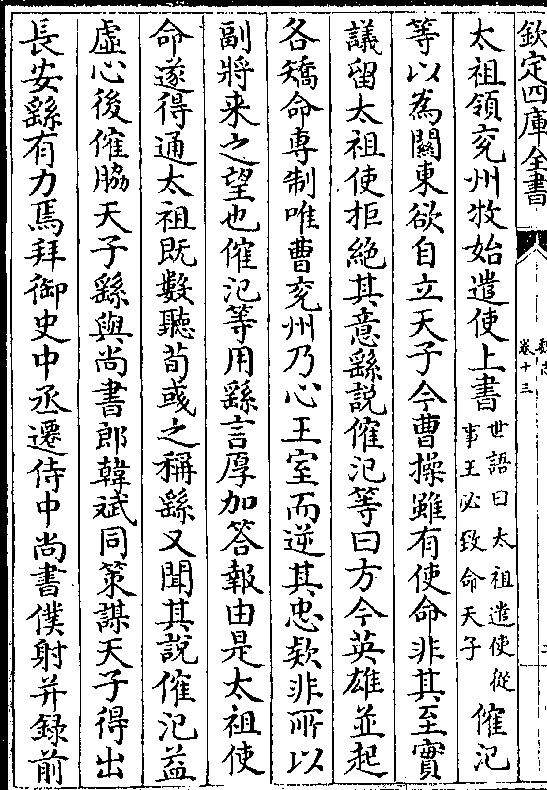 欽定四庫全書
卷十三
太祖領兖州牧始遣使上書世語曰太祖遣使從
事王必致命天子
傕汜
等以為關東欲自立天子今曹操雖有使命非其至實
議留太祖使拒絶其意繇說傕汜等曰方今英雄並起
各矯命專制唯曹兖州乃心王室而逆其忠欵非所以
副將来之望也傕汜等用繇言厚加答報由是太祖使
命遂得通太祖既數聽荀彧之稱繇又聞其說傕汜益
虛心後傕脇天子繇與尚書郎韓斌同策謀天子得出
長安繇有力焉拜御史中丞遷侍中尚書僕射并録前